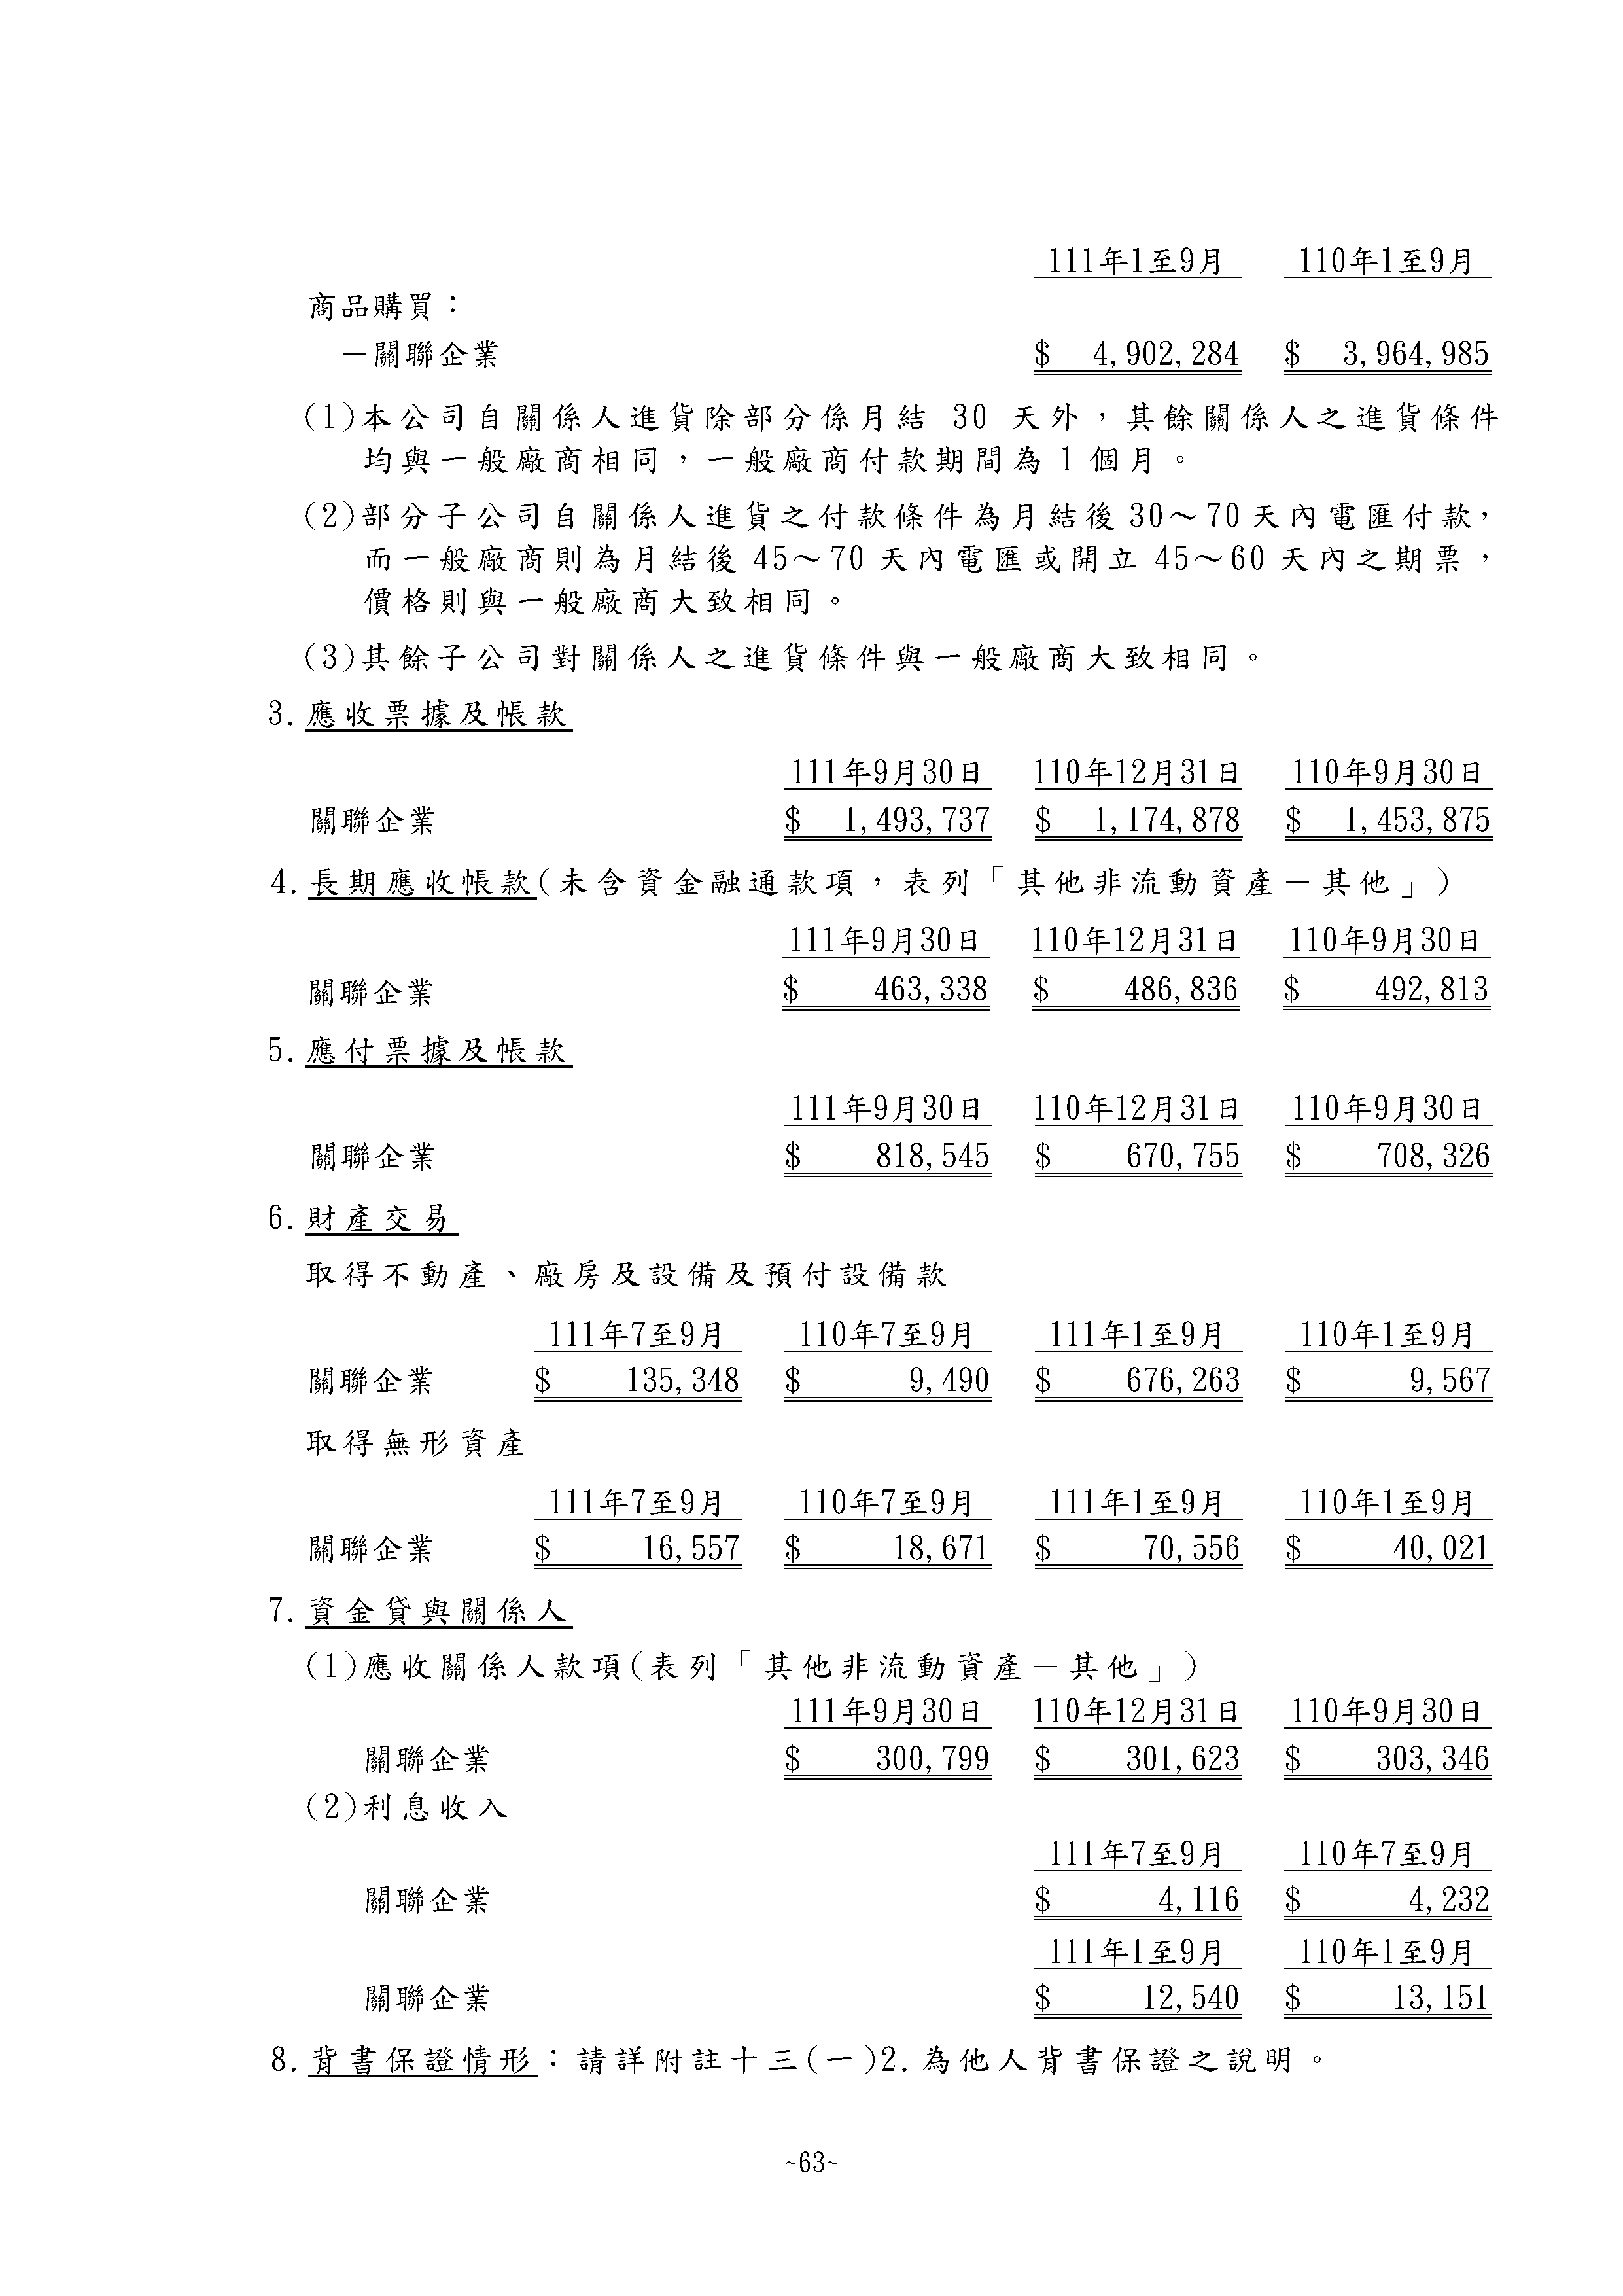 111年1至9月 110年1至9月
商品購買：
－關聯企業 $ 4,902,284 $ 3,964,985
(1)本公司自關係人進貨除部分係月結 30 天外，其餘關係人之進貨條件
均與一般廠商相同，一般廠商付款期間為 1 個月。
(2)部分子公司自關係人進貨之付款條件為月結後 30～70 天內電匯付款，
而一般廠商則為月結後 45～70 天內電匯或開立 45～60 天內之期票，
價格則與一般廠商大致相同。
(3)其餘子公司對關係人之進貨條件與一般廠商大致相同。
3.應收票據及帳款
111年9月30日 110年12月31日 110年9月30日
關聯企業 $ 1,493,737 $ 1,174,878 $ 1,453,875
4.長期應收帳款(未含資金融通款項，表列「其他非流動資產－其他」)
111年9月30日 110年12月31日 110年9月30日
關聯企業 $ 463,338 $ 486,836 $ 492,813
5.應付票據及帳款
111年9月30日 110年12月31日 110年9月30日
關聯企業 $ 818,545 $ 670,755 $ 708,326
6.財產交易
取得不動產、廠房及設備及預付設備款
111年7至9月 110年7至9月 111年1至9月 110年1至9月
關聯企業 $ 135,348 $ 9,490 $ 676,263 $ 9,567
取得無形資產
111年7至9月 110年7至9月 111年1至9月 110年1至9月
關聯企業 $ 16,557 $ 18,671 $ 70,556 $ 40,021
7.資金貸與關係人
(1)應收關係人款項(表列「其他非流動資產－其他」)
111年9月30日 110年12月31日 110年9月30日
關聯企業 $ 300,799 $ 301,623 $ 303,346
(2)利息收入
111年7至9月 110年7至9月
關聯企業 $ 4,116 $ 4,232
111年1至9月 110年1至9月
關聯企業 $ 12,540 $ 13,151
8.背書保證情形：請詳附註十三(一)2.為他人背書保證之說明。
~63~